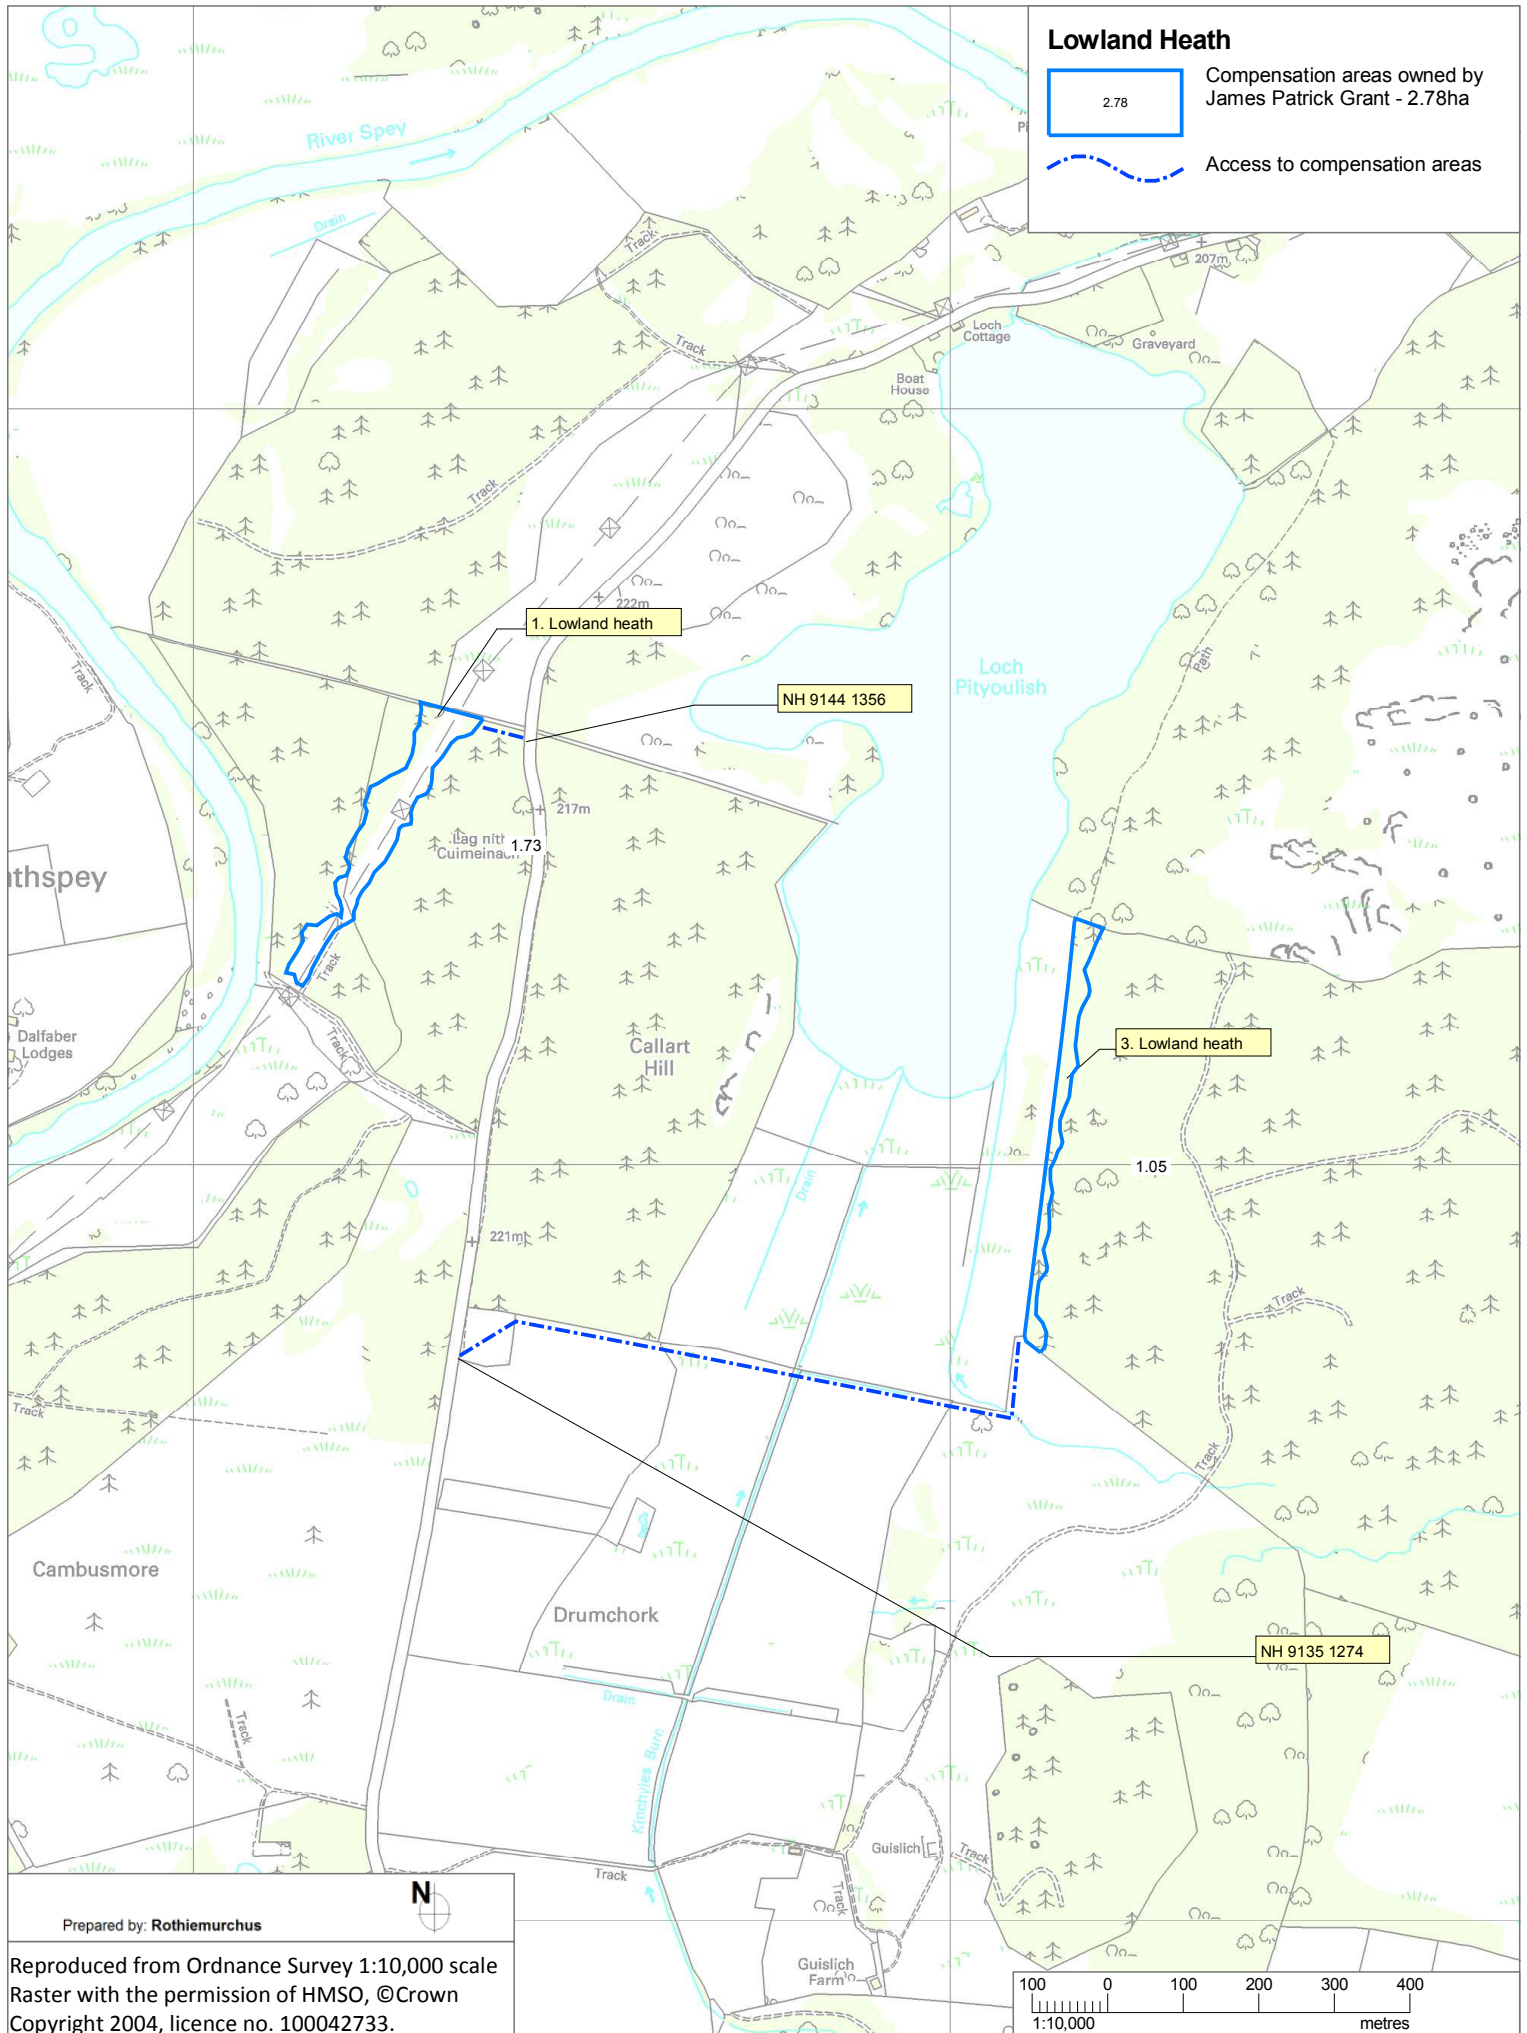 Lowland Heath
2.78
Compensation areas owned by
James Patrick Grant - 2.78ha
Access to compensation areas
River Spey
Drain
Track
207m
Loch
Cottage
Graveyard
Track
Boat
House
Track
222m
1. Lowland heath
Track
Loch
Pityoulish
Path
NH 9144 1356
217m
Lag nith
1.73
thspey
Track
Dalfaber
Lodges
Track
Callart
Hill
3. Lowland heath
Drain
1.05
221m
Track
Track
Track
Cambusmore
Drumchork
NH 9135 1274
Drain
Track
Kinchyles Burn
Guislich
Track
Track
Track
Guislich
Farm
N
Prepared by: Rothiemurchus
Reproduced from Ordnance Survey 1:10,000 scale
Raster with the permission of HMSO, ©Crown
Copyright 2004, licence no. 100042733.
100 0 100 200 300 400
1:10,000 metres